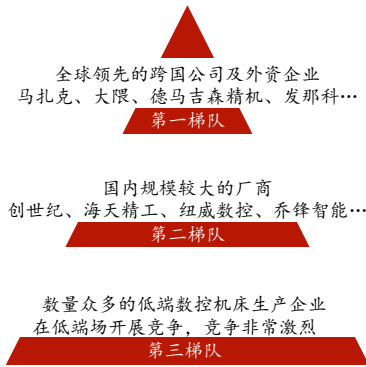 全球领先的跨国公司及外资企业
马扎克、大隈、德马吉森精机、发那科…
第一梯队
国内规模较大的厂商
创世纪、海天精工、纽威数控、乔锋智能…
第二梯队
数量众多的低端数控机床生产企业
在低端场开展竞争，竞争非常激烈
第三梯队